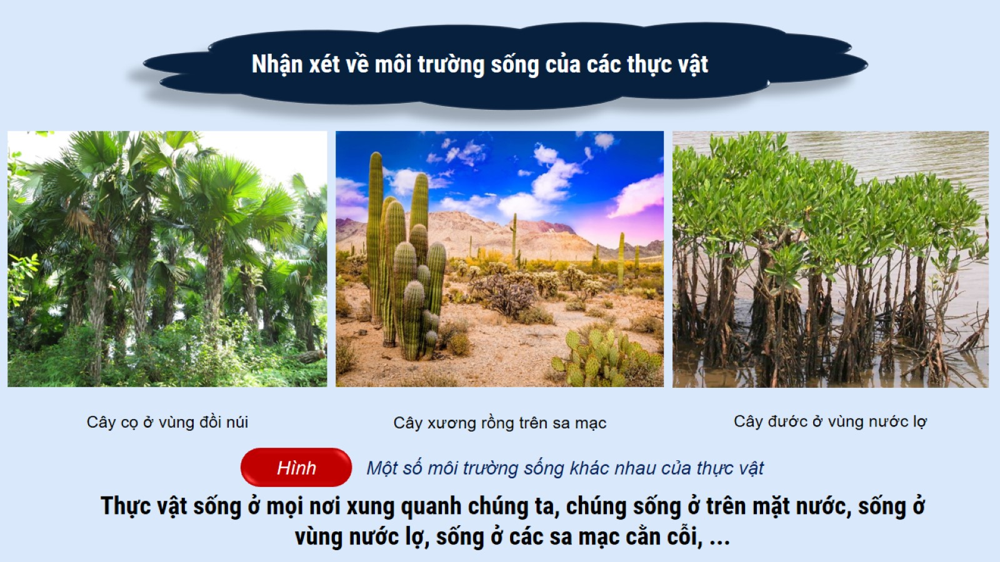 Nhận xét về môi trường sống của các thực vật
Cây cọ ở vùng đồi núi
Cây xương rồng trên sa mạc
Cây đước ở vùng nước lợ
Hình
Một số môi trường sống khác nhau của thực vật
Thực vật sống ở mọi nơi xung quanh chúng ta, chúng sống ở trên mặt nước, sống ở
vùng nước lợ, sống ở các sa mạc cằn cỗi, ...